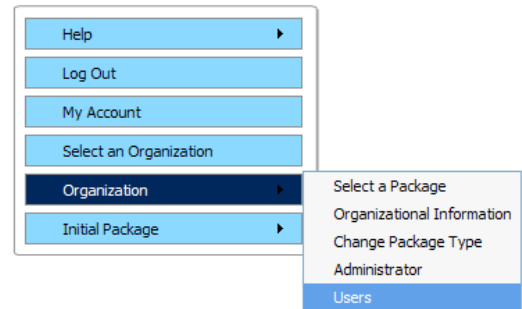 Help
Log Out
My Account
Select an Organization
Organization
Initial Package
Select a Package
Organizational Information
Change Package Type
Administrator
Users